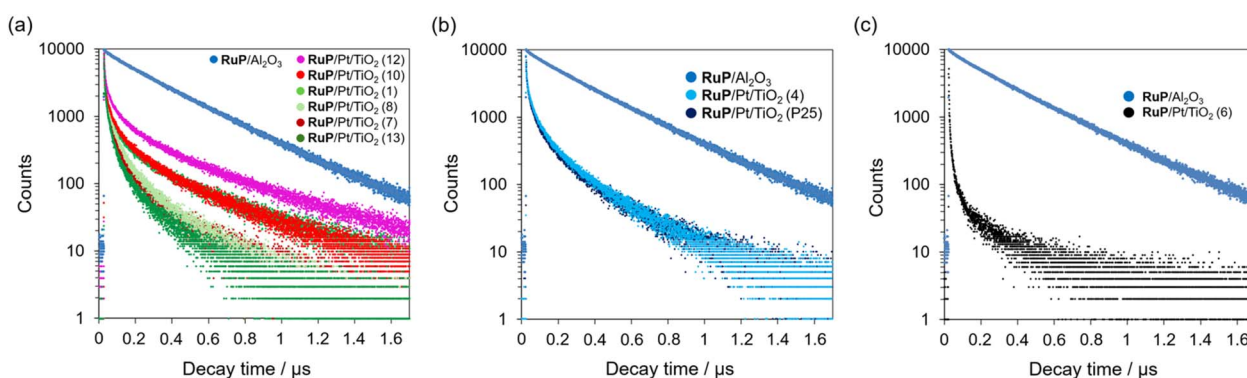 (a)
10000
1000
100
10
1
Counts
RuP/Al₂O₃
RuP/Pt/TiO₂ (12)
RuP/Pt/TiO₂ (10)
RuP/Pt/TiO₂ (1)
RuP/Pt/TiO₂ (8)
RuP/Pt/TiO₂ (7)
RuP/Pt/TiO₂ (13)
0 0.2 0.4 0.6 0.8 1 1.2 1.4 1.6
Decay time / μs
(b)
10000
1000
100
10
1
Counts
RuP/Al₂O₃
RuP/Pt/TiO₂ (4)
RuP/Pt/TiO₂ (P25)
0 0.2 0.4 0.6 0.8 1 1.2 1.4 1.6
Decay time / μs
(c)
10000
1000
100
10
1
Counts
RuP/Al₂O₃
RuP/Pt/TiO₂ (6)
0 0.2 0.4 0.6 0.8 1 1.2 1.4 1.6
Decay time / μs